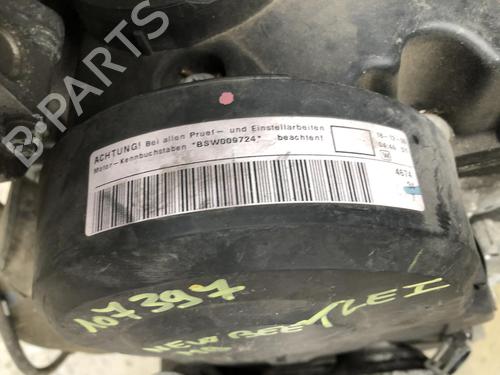 ACHTUNG! Bei allen Pruef- und Einstellarbeiten
Motor-Kennbuchstaben "BSW009724" beachten!
4674
107397
NEW BEETLE I
B-PARTS